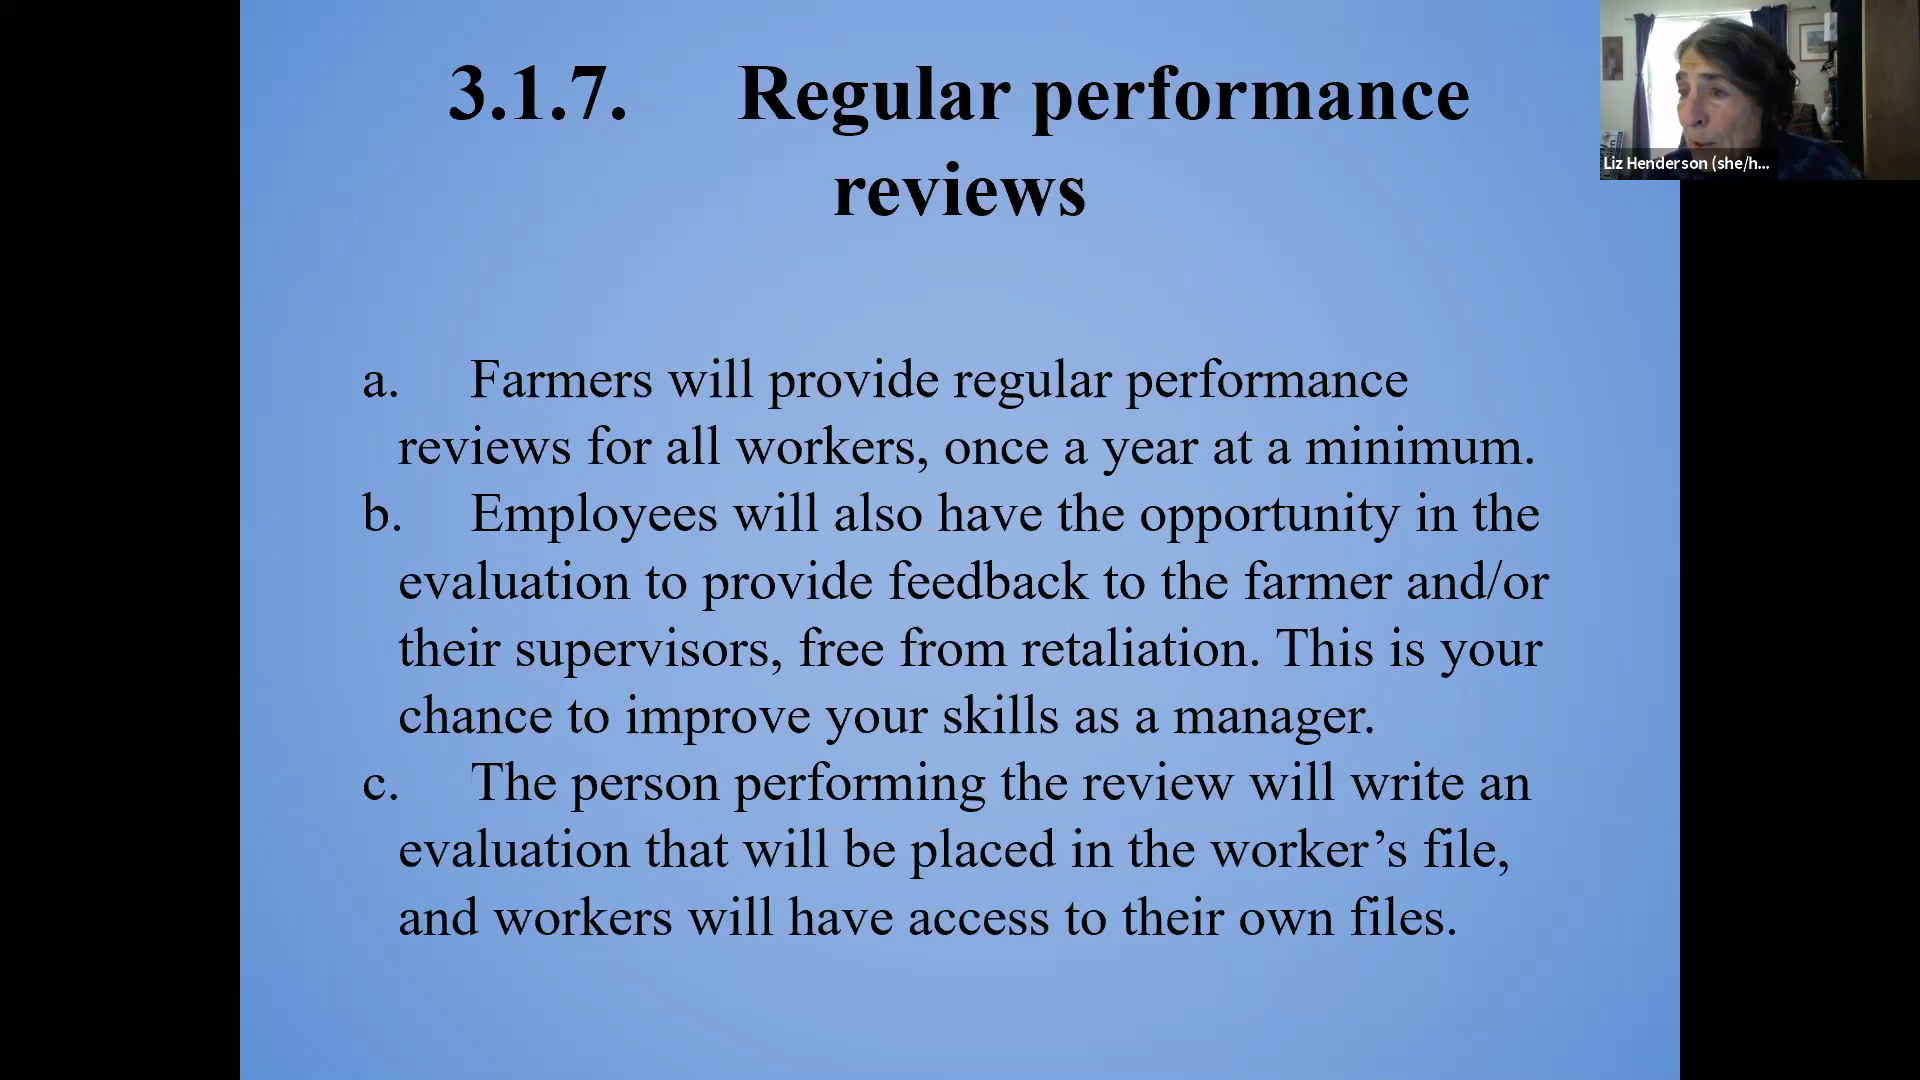 3.1.7. Regular performance
reviews
Liz Henderson (she/h...
a. Farmers will provide regular performance
reviews for all workers, once a year at a minimum.
b. Employees will also have the opportunity in the
evaluation to provide feedback to the farmer and/or
their supervisors, free from retaliation. This is your
chance to improve your skills as a manager.
c. The person performing the review will write an
evaluation that will be placed in the worker’s file,
and workers will have access to their own files.